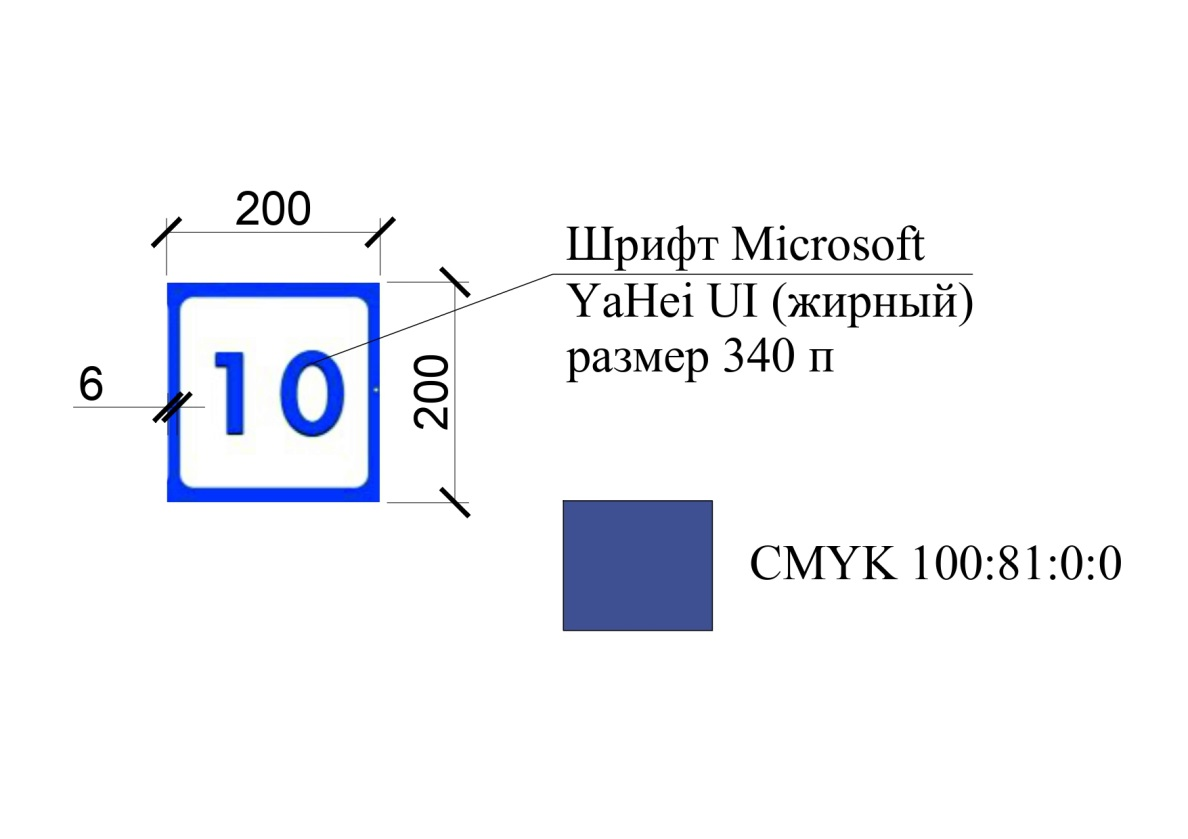 200
Шрифт Microsoft
YaHei UI (жирный)
размер 340 п
6
10
200
CMYK 100:81:0:0